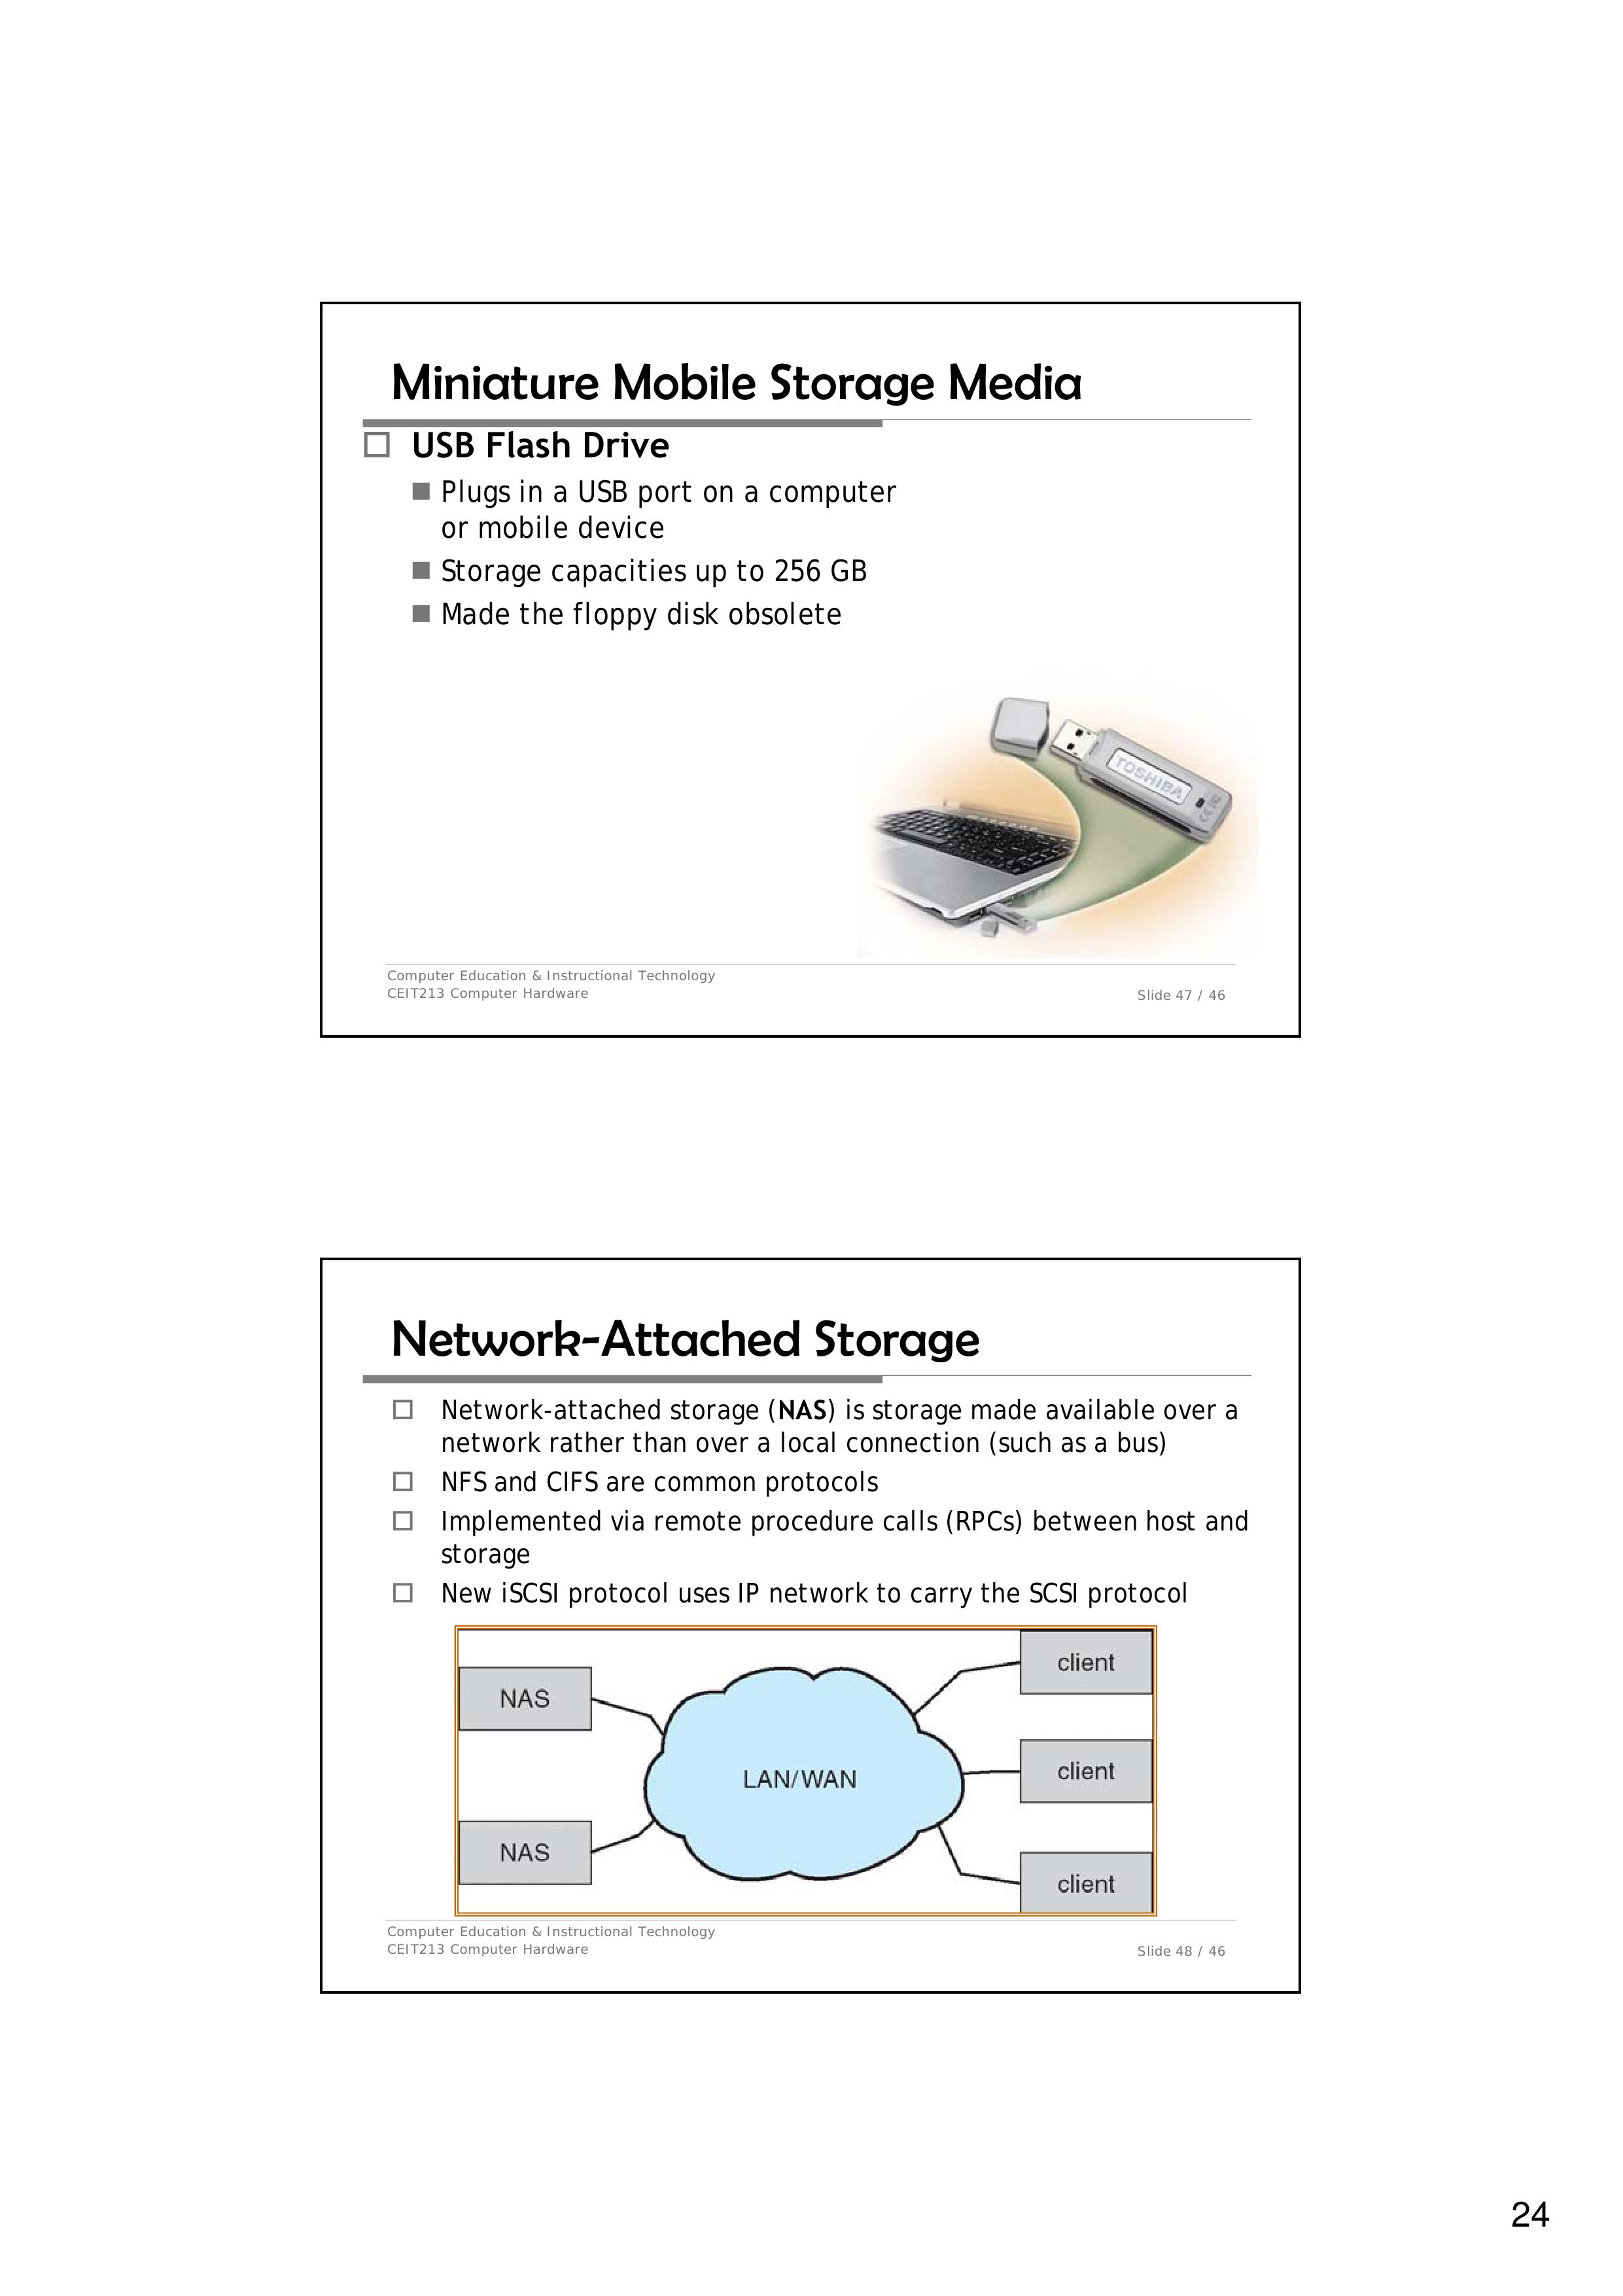 Miniature Mobile Storage Media
USB Flash Drive
Plugs in a USB port on a computer
or mobile device
Storage capacities up to 256 GB
Made the floppy disk obsolete
TOSHIBA
CE
Computer Education & Instructional Technology
CEIT213 Computer Hardware
Slide 47 / 46
Network-Attached Storage
Network-attached storage (NAS) is storage made available over a
network rather than over a local connection (such as a bus)
NFS and CIFS are common protocols
Implemented via remote procedure calls (RPCs) between host and
storage
New iSCSI protocol uses IP network to carry the SCSI protocol
NAS
NAS
LAN/WAN
client
client
client
Computer Education & Instructional Technology
CEIT213 Computer Hardware
Slide 48 / 46
24